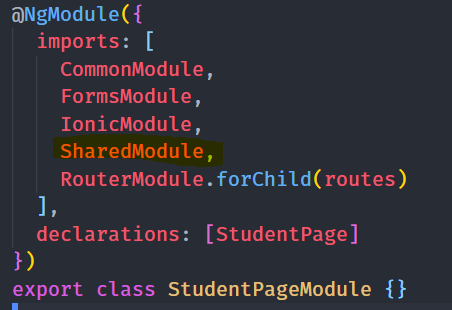 @NgModule({
  imports: [
    CommonModule,
    FormsModule,
    IonicModule,
    SharedModule,
    RouterModule.forChild(routes)
  ],
  declarations: [StudentPage]
})
export class StudentPageModule {}